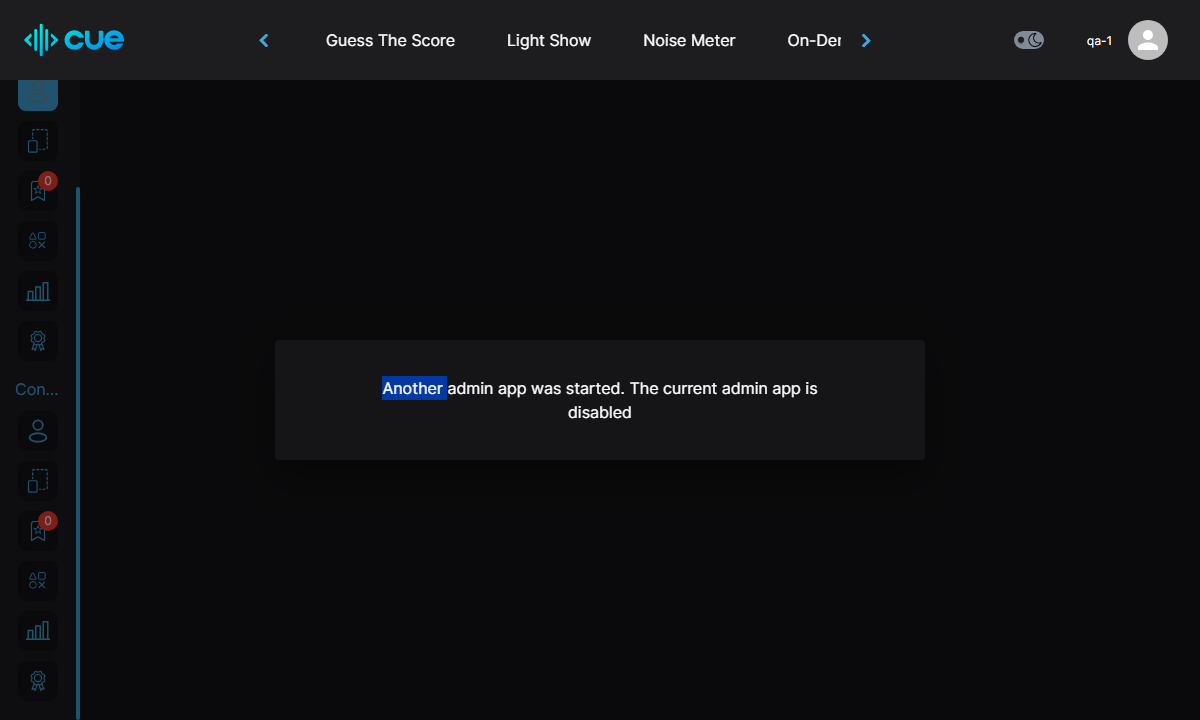 cue
Guess The Score
Light Show
Noise Meter
On-Der
qa-1
0
Con...
0
Another admin app was started. The current admin app is
disabled